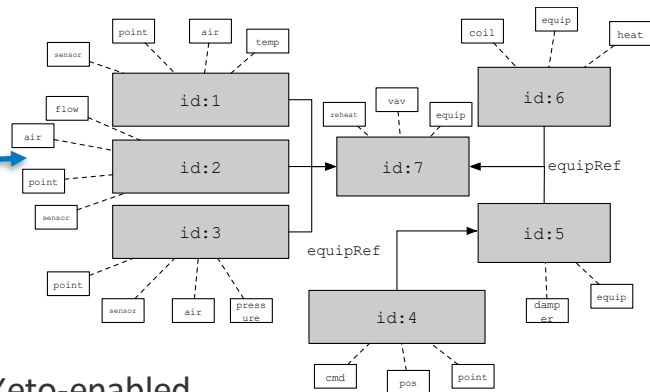 point
air
temp
sensor
id:1
flow
air
id:2
point
sensor
id:3
point
sensor
air
press
ure
reheat
vav
equip
id:7
coil
equip
heat
id:6
equipRef
id:5
damp
er
equip
equipRef
id:4
cmd
pos
point
Xeto-enabled